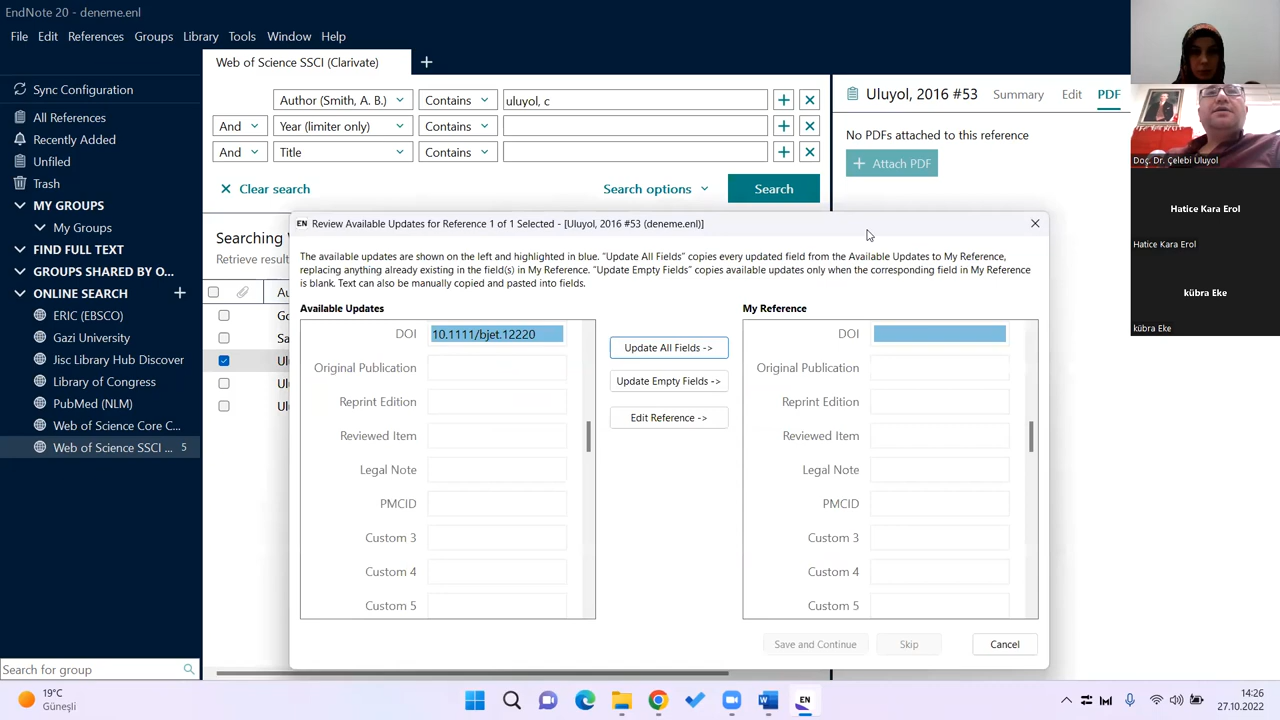 EndNote 20 - deneme.enl
File Edit References Groups Library Tools Window Help
Sync Configuration
All References
Recently Added
Unfiled
Trash
MY GROUPS
My Groups
FIND FULL TEXT
GROUPS SHARED BY O...
ONLINE SEARCH
ERIC (EBSCO)
Gazi University
Jisc Library Hub Discover
Library of Congress
PubMed (NLM)
Web of Science Core C...
Web of Science SSCI ... 5
Search for group
Web of Science SSCI (Clarivate)
Author (Smith, A. B.) Contains uluyol, c
And Year (limiter only) Contains
And Title Contains
Clear search Search options Search
Searching
Retrieve resul
Uluyol, 2016 #53 Summary Edit PDF
No PDFs attached to this reference
Attach PDF
EN Review Available Updates for Reference 1 of 1 Selected - [Uluyol, 2016 #53 (deneme.enl)]
The available updates are shown on the left and highlighted in blue. "Update All Fields" copies every updated field from the Available Updates to My Reference,
replacing anything already existing in the field(s) in My Reference. "Update Empty Fields" copies available updates only when the corresponding field in My Reference
is blank. Text can also be manually copied and pasted into fields.
Available Updates
DOI 10.1111/bjet.12220
Original Publication
Reprint Edition
Reviewed Item
Legal Note
PMCID
Custom 3
Custom 4
Custom 5
Update All Fields ->
Update Empty Fields ->
Edit Reference ->
My Reference
DOI
Original Publication
Reprint Edition
Reviewed Item
Legal Note
PMCID
Custom 3
Custom 4
Custom 5
Save and Continue Skip Cancel
Doç. Dr. Çelebi Uluyol
Hatice Kara Erol
Hatice Kara Erol
kübra Eke
kübra Eke
19°C
Güneşli
EN
14:26
27.10.2022